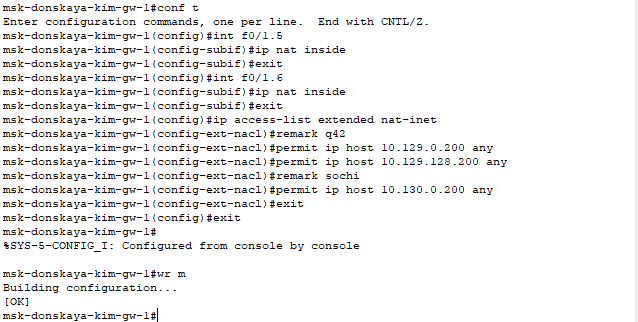 msk-donskaya-kim-gw-1#conf t
Enter configuration commands, one per line.  End with CNTL/Z.
msk-donskaya-kim-gw-1(config)#int f0/1.5
msk-donskaya-kim-gw-1(config-subif)#ip nat inside
msk-donskaya-kim-gw-1(config-subif)#exit
msk-donskaya-kim-gw-1(config)#int f0/1.6
msk-donskaya-kim-gw-1(config-subif)#ip nat inside
msk-donskaya-kim-gw-1(config-subif)#exit
msk-donskaya-kim-gw-1(config)#ip access-list extended nat-inet
msk-donskaya-kim-gw-1(config-ext-nacl)#remark q42
msk-donskaya-kim-gw-1(config-ext-nacl)#permit ip host 10.129.0.200 any
msk-donskaya-kim-gw-1(config-ext-nacl)#permit ip host 10.129.128.200 any
msk-donskaya-kim-gw-1(config-ext-nacl)#remark sochi
msk-donskaya-kim-gw-1(config-ext-nacl)#permit ip host 10.130.0.200 any
msk-donskaya-kim-gw-1(config-ext-nacl)#exit
msk-donskaya-kim-gw-1(config)#exit
msk-donskaya-kim-gw-1#
%SYS-5-CONFIG_I: Configured from console by console
msk-donskaya-kim-gw-1#wr m
Building configuration...
[OK]
msk-donskaya-kim-gw-1#